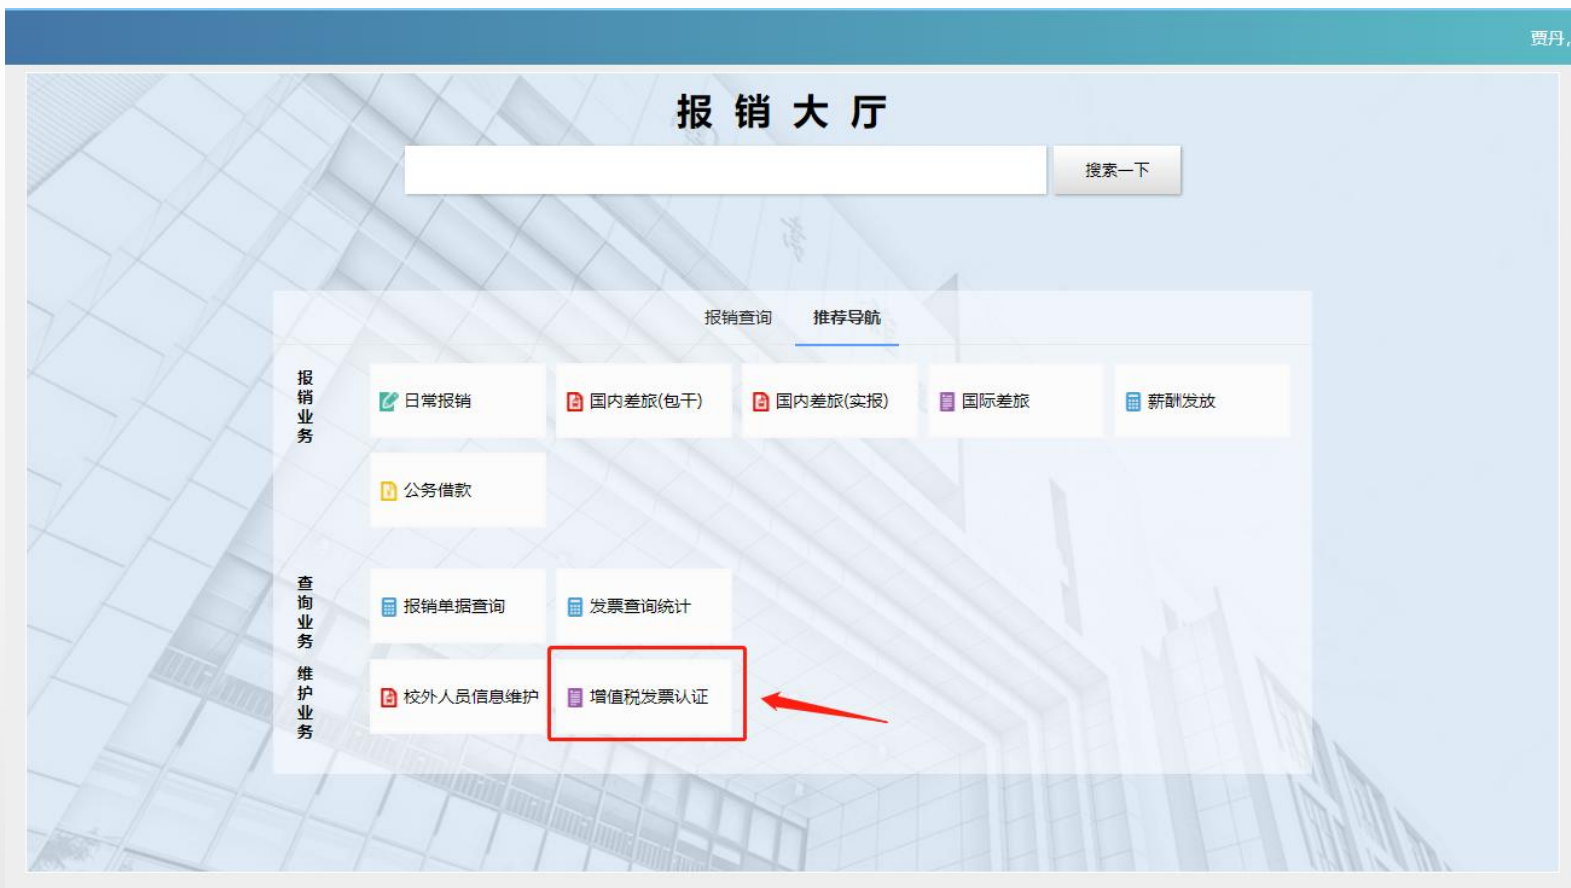 贾丹,
报销大厅
搜索一下
报销查询 推荐导航
报销业务
日常报销 国内差旅(包干) 国内差旅(实报) 国际差旅 薪酬发放
公务借款
查询业务
报销单据查询 发票查询统计
维护业务
校外人员信息维护 增值税发票认证